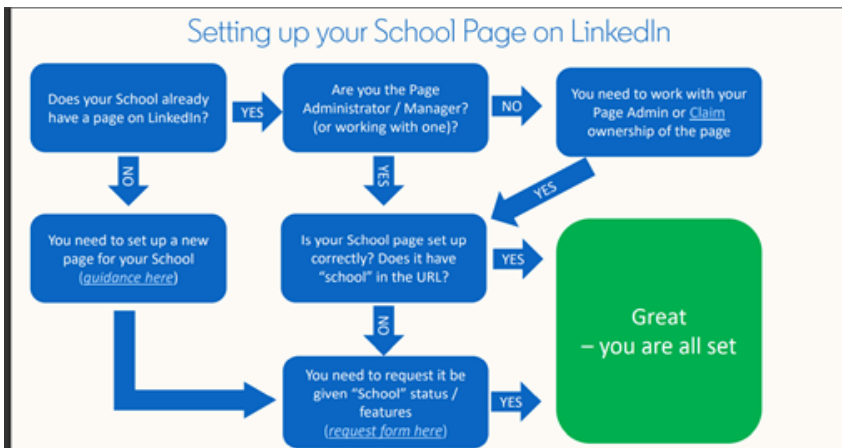 Setting up your School Page on LinkedIn
Does your School already
have a page on LinkedIn?
YES
Are you the Page
Administrator / Manager?
(or working with one)?
NO
You need to work with your
Page Admin or Claim
ownership of the page
NO
YES
YES
You need to set up a new
page for your School
(guidance here)
Is your School page set up
correctly? Does it have
"school" in the URL?
YES
Great
– you are all set
NO
You need to request it be
given "School" status /
features
(request form here)
YES